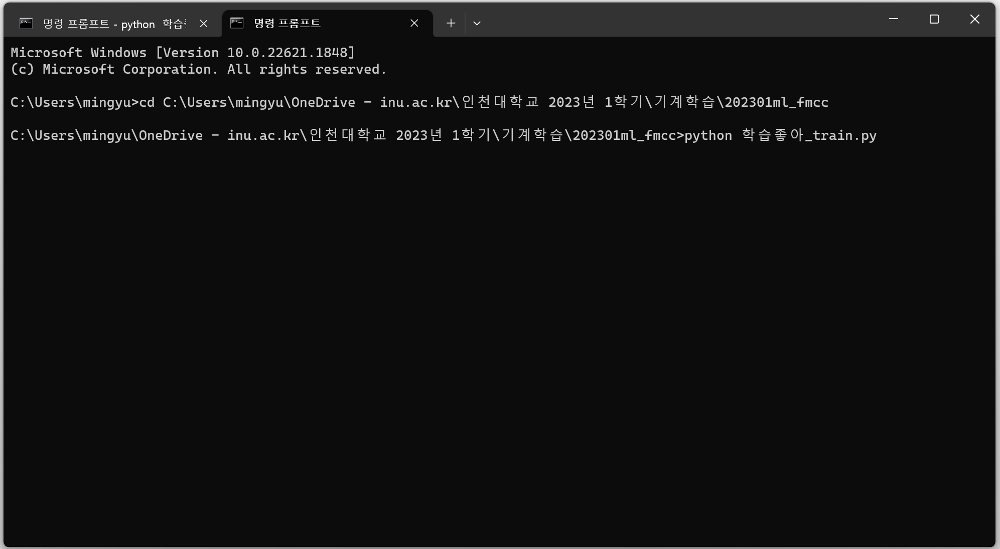 명령 프롬프트 - python 학습
명령 프롬프트
Microsoft Windows [Version 10.0.22621.1848]
(c) Microsoft Corporation. All rights reserved.
C:\Users\mingyu>cd C:\Users\mingyu\OneDrive - inu.ac.kr\인천대학교 2023년 1학기\기계학습\202301ml_fmcc
C:\Users\mingyu\OneDrive - inu.ac.kr\인천대학교 2023년 1학기\기계학습\202301ml_fmcc>python 학습좋아_train.py